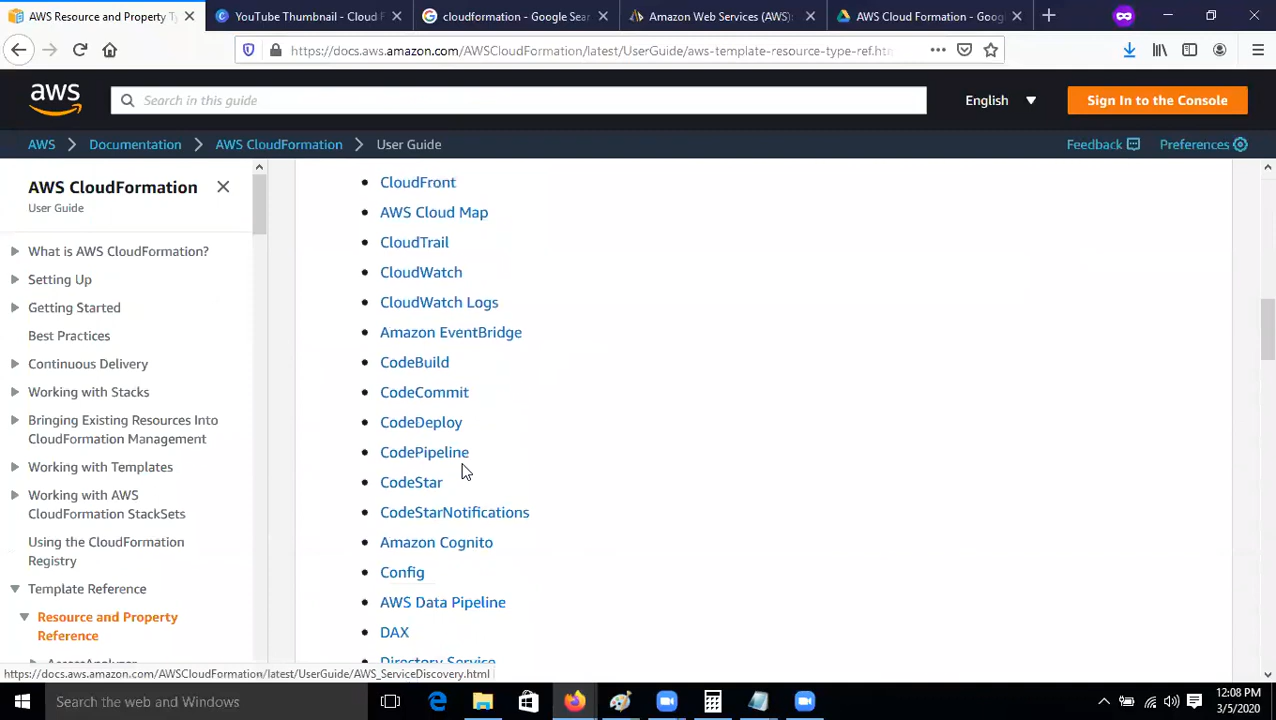 AWS Resource and Property T
YouTube Thumbnail - Cloud F
cloudformation - Google Sear
Amazon Web Services (AWS):
AWS Cloud Formation - Googl
https://docs.aws.amazon.com/AWSCloudFormation/latest/UserGuide/aws-template-resource-type-ref.htm
aws
Search in this guide
English
Sign In to the Console
AWS
Documentation
AWS CloudFormation
User Guide
Feedback
Preferences
AWS CloudFormation
User Guide
What is AWS CloudFormation?
Setting Up
Getting Started
Best Practices
Continuous Delivery
Working with Stacks
Bringing Existing Resources Into
CloudFormation Management
Working with Templates
Working with AWS
CloudFormation StackSets
Using the CloudFormation
Registry
Template Reference
Resource and Property
Reference
AccessAnalyzer
CloudFront
AWS Cloud Map
CloudTrail
CloudWatch
CloudWatch Logs
Amazon EventBridge
CodeBuild
CodeCommit
CodeDeploy
CodePipeline
CodeStar
CodeStarNotifications
Amazon Cognito
Config
AWS Data Pipeline
DAX
Directory Service
https://docs.aws.amazon.com/AWSCloudFormation/latest/UserGuide/AWS_ServiceDiscovery.html
Search the web and Windows
12:08 PM
3/5/2020